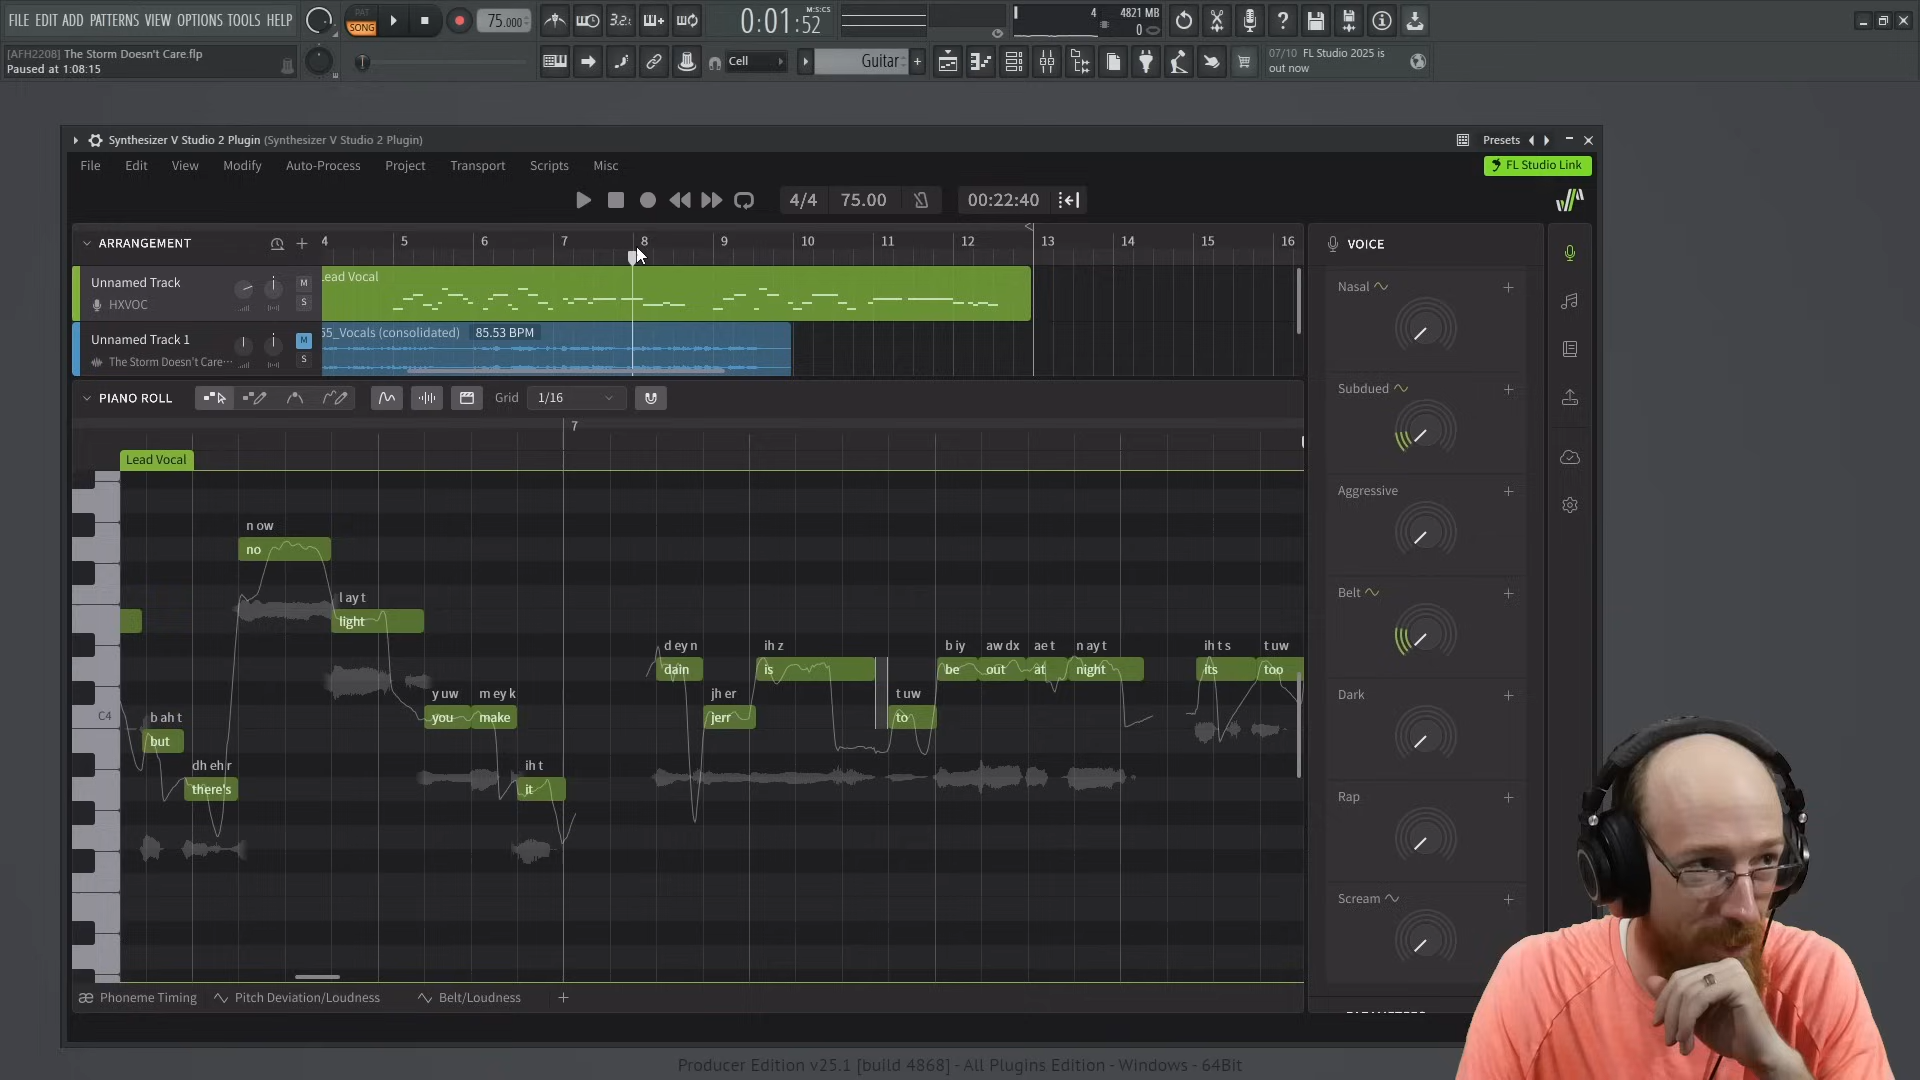 FILE EDIT ADD PATTERNS VIEW OPTIONS TOOLS HELP
PAT
SONG
75.000
3.2.
0:01:52
M:S:CS
4
4821 MB
0
[AFH2208] The Storm Doesn't Care.flp
Paused at 1:08:15
Cell
Guitar
07/10 FL Studio 2025 is
out now
Synthesizer V Studio 2 Plugin (Synthesizer V Studio 2 Plugin)
Presets
File Edit View Modify Auto-Process Project Transport Scripts Misc
FL Studio Link
4/4 75.00 00:22:40
ARRANGEMENT
4 5 6 7 8 9 10 11 12 13 14 15 16
Unnamed Track
M
HXVOC
S
Lead Vocal
Unnamed Track 1
M
The Storm Doesn't Care...
S
55_Vocals (consolidated) 85.53 BPM
PIANO ROLL
Grid 1/16
7
Lead Vocal
n ow
no
l ay t
light
d ey n
dain
ih z
is
b iy aw dx ae t n ay t
be out at night
ih t s t uw
its too
y uw m ey k
you make
jh er
jerr
t uw
to
C4
b ah t
but
dh eh r
there's
ih t
it
Phoneme Timing Pitch Deviation/Loudness Belt/Loudness
VOICE
Nasal
Subdued
Aggressive
Belt
Dark
Rap
Scream
Producer Edition v25.1 [build 4868] - All Plugins Edition - Windows - 64Bit